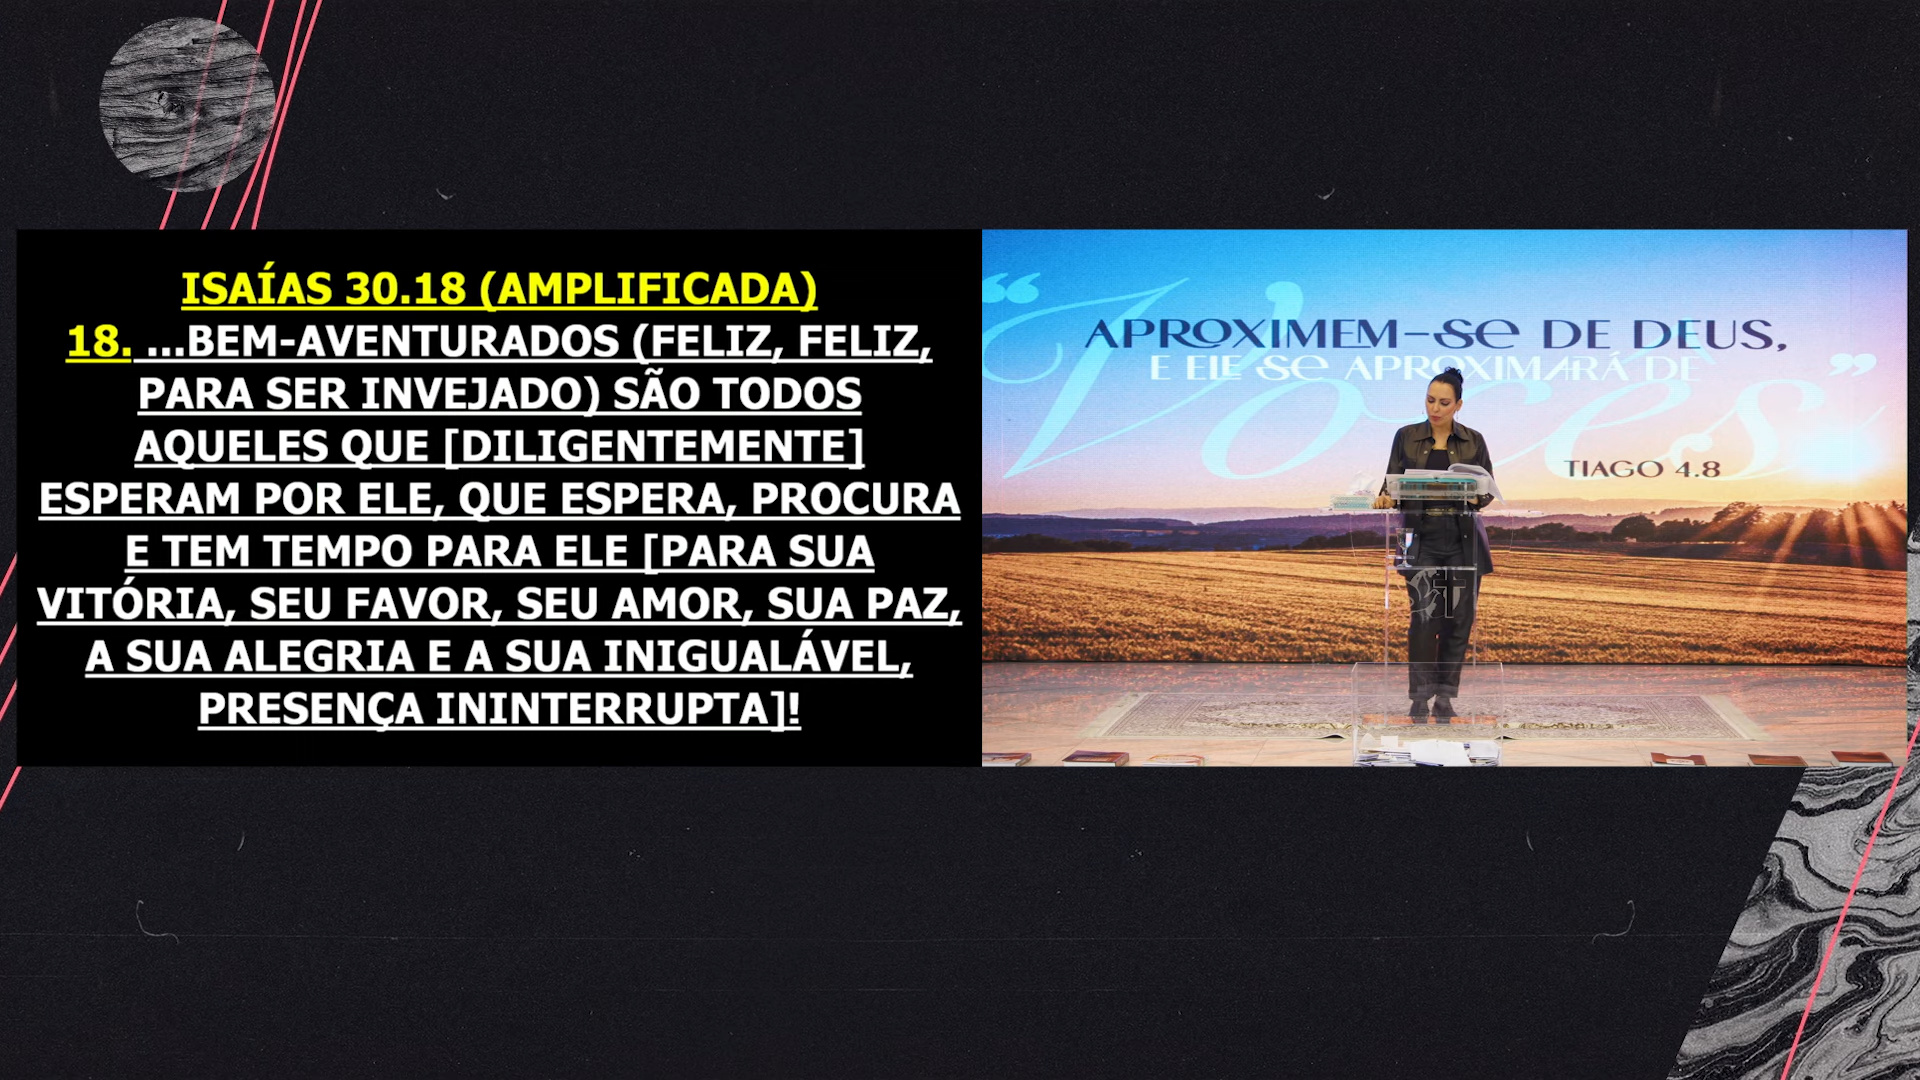 ISAÍAS 30.18 (AMPLIFICADA)
18. ...BEM-AVENTURADOS (FELIZ, FELIZ,
PARA SER INVEJADO) SÃO TODOS
AQUELES QUE [DILIGENTEMENTE]
ESPERAM POR ELE, QUE ESPERA, PROCURA
E TEM TEMPO PARA ELE [PARA SUA
VITÓRIA, SEU FAVOR, SEU AMOR, SUA PAZ,
A SUA ALEGRIA E A SUA INIGUALÁVEL,
PRESENÇA ININTERRUPTA]!
APROXIMEM-SE DE DEUS,
E ELE SE APROXIMARÁ DE
“Vocês”
TIAGO 4.8